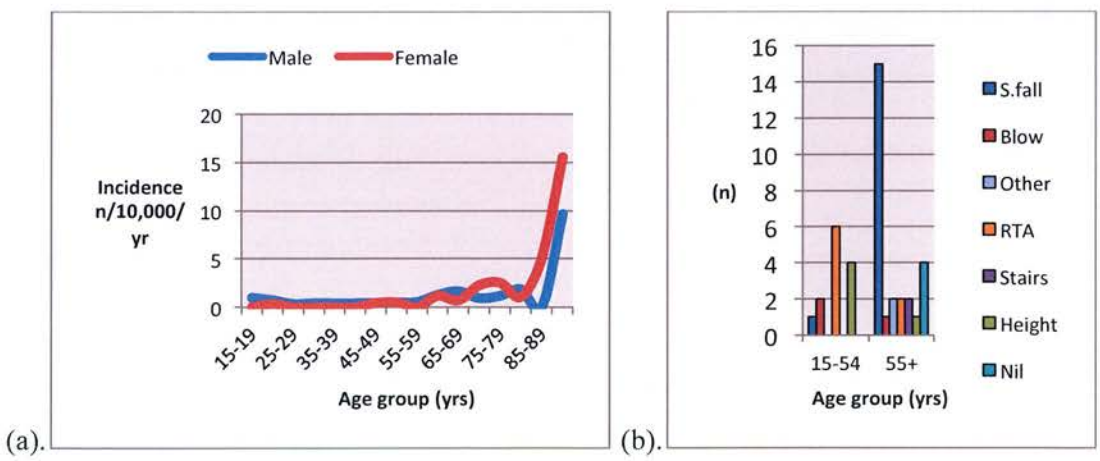 Male Female
20
15
10
5
0
Incidence
n/10,000/
yr
15-19
25-29
35-39
45-49
55-59
65-69
75-79
85-89
Age group (yrs)
(a).
16
14
12
10
8
6
4
2
0
(n)
15-54 55+
Age group (yrs)
S.fall
Blow
Other
RTA
Stairs
Height
Nil
(b).